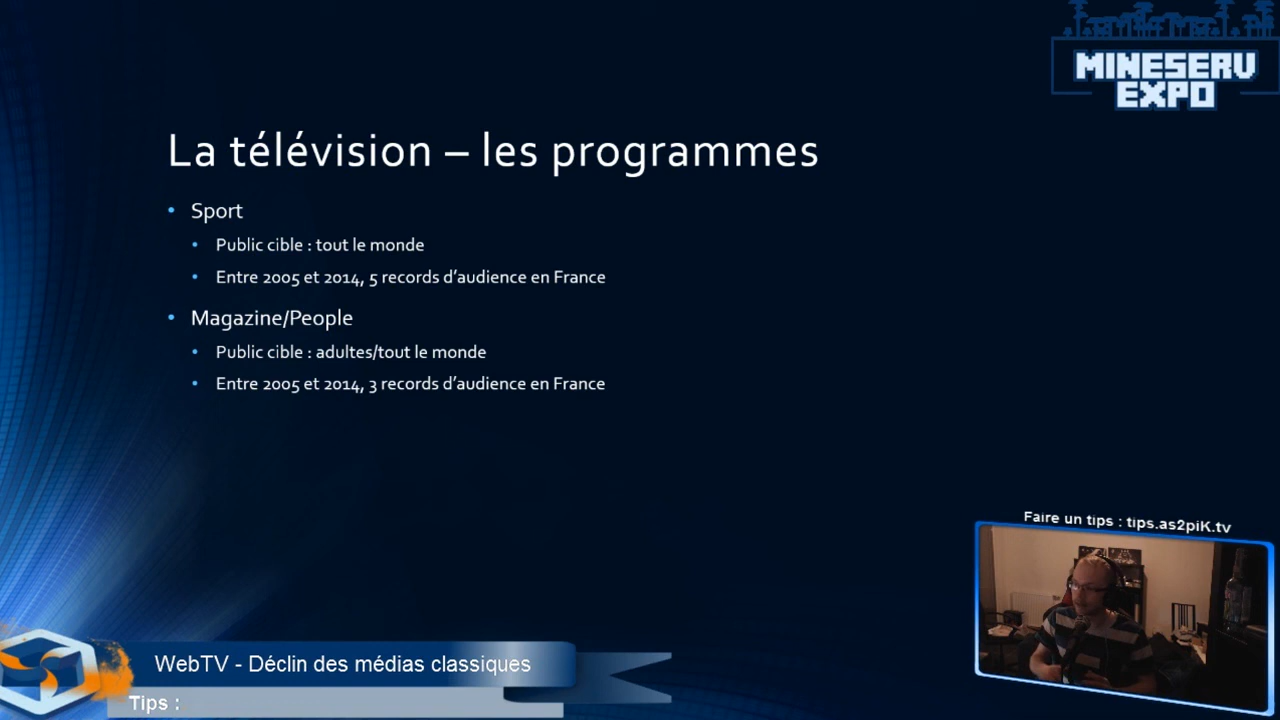 MINESERV
EXPO
La télévision – les programmes
• Sport
• Public cible : tout le monde
• Entre 2005 et 2014, 5 records d’audience en France
• Magazine/People
• Public cible : adultes/tout le monde
• Entre 2005 et 2014, 3 records d’audience en France
Faire un tips : tips.as2piK.tv
WebTV - Déclin des médias classiques
Tips :